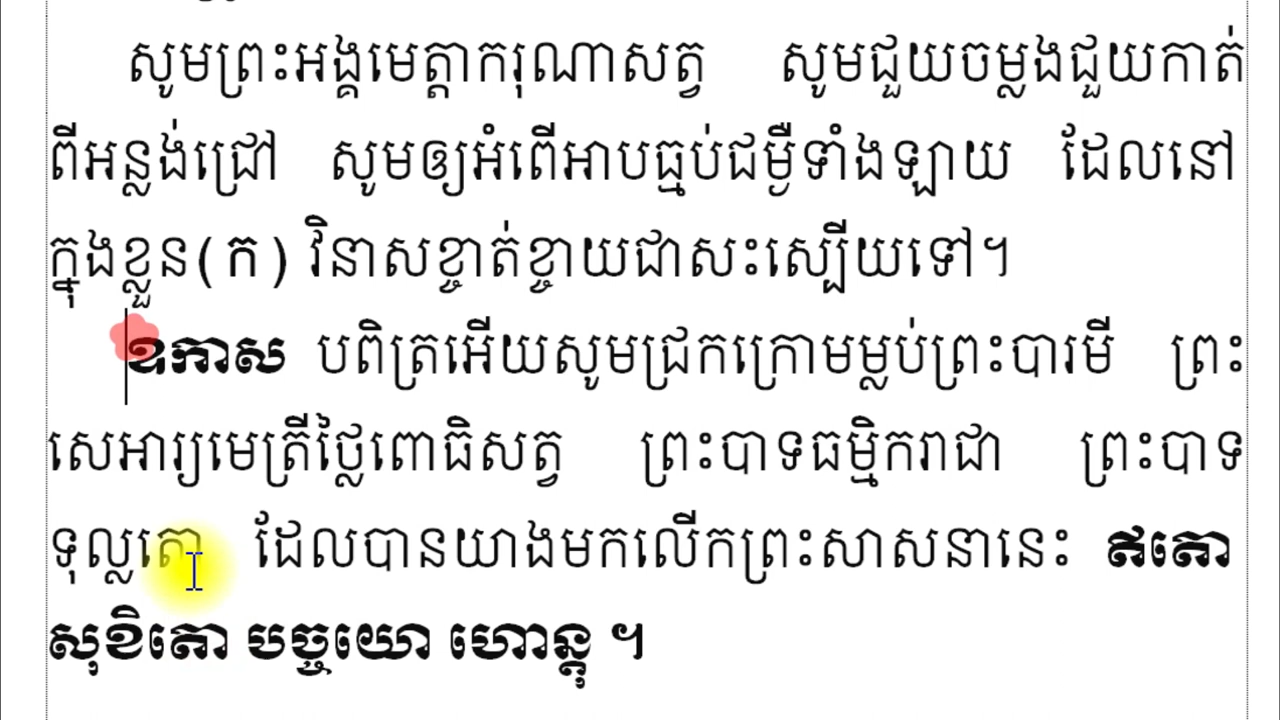 សូមព្រះអង្គមេត្តាករុណាសត្វ សូមជួយចម្លងជួយកាត់
ពីអន្លង់ជ្រៅ សូមឲ្យអំពើអាបធ្មប់ជម្ងឺទាំងឡាយ ដែលនៅ
ក្នុងខ្លួន(ក) វិនាសខ្ចាត់ខ្ចាយជាសះស្បើយទៅ។
ឧកាស បពិត្រអើយសូមជ្រកក្រោមម្លប់ព្រះបារមី ព្រះ
សេអារ្យមេត្រីថ្លៃពោធិសត្វ ព្រះបាទធម្មិករាជា ព្រះបាទ
ទុល្លតោ ដែលបានយាងមកលើកព្រះសាសនានេះ ឥតោ
សុខិតោ បច្ចយោ ហោន្តុ ។